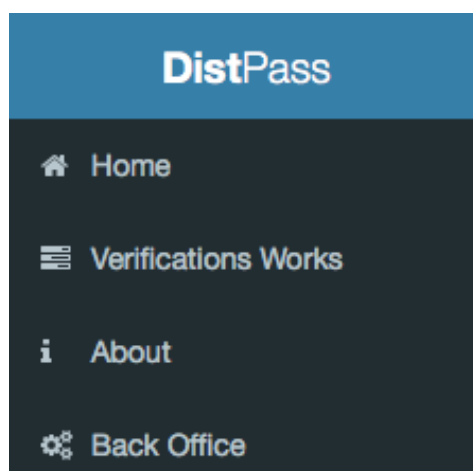 DistPass
Home
Verifications Works
About
Back Office